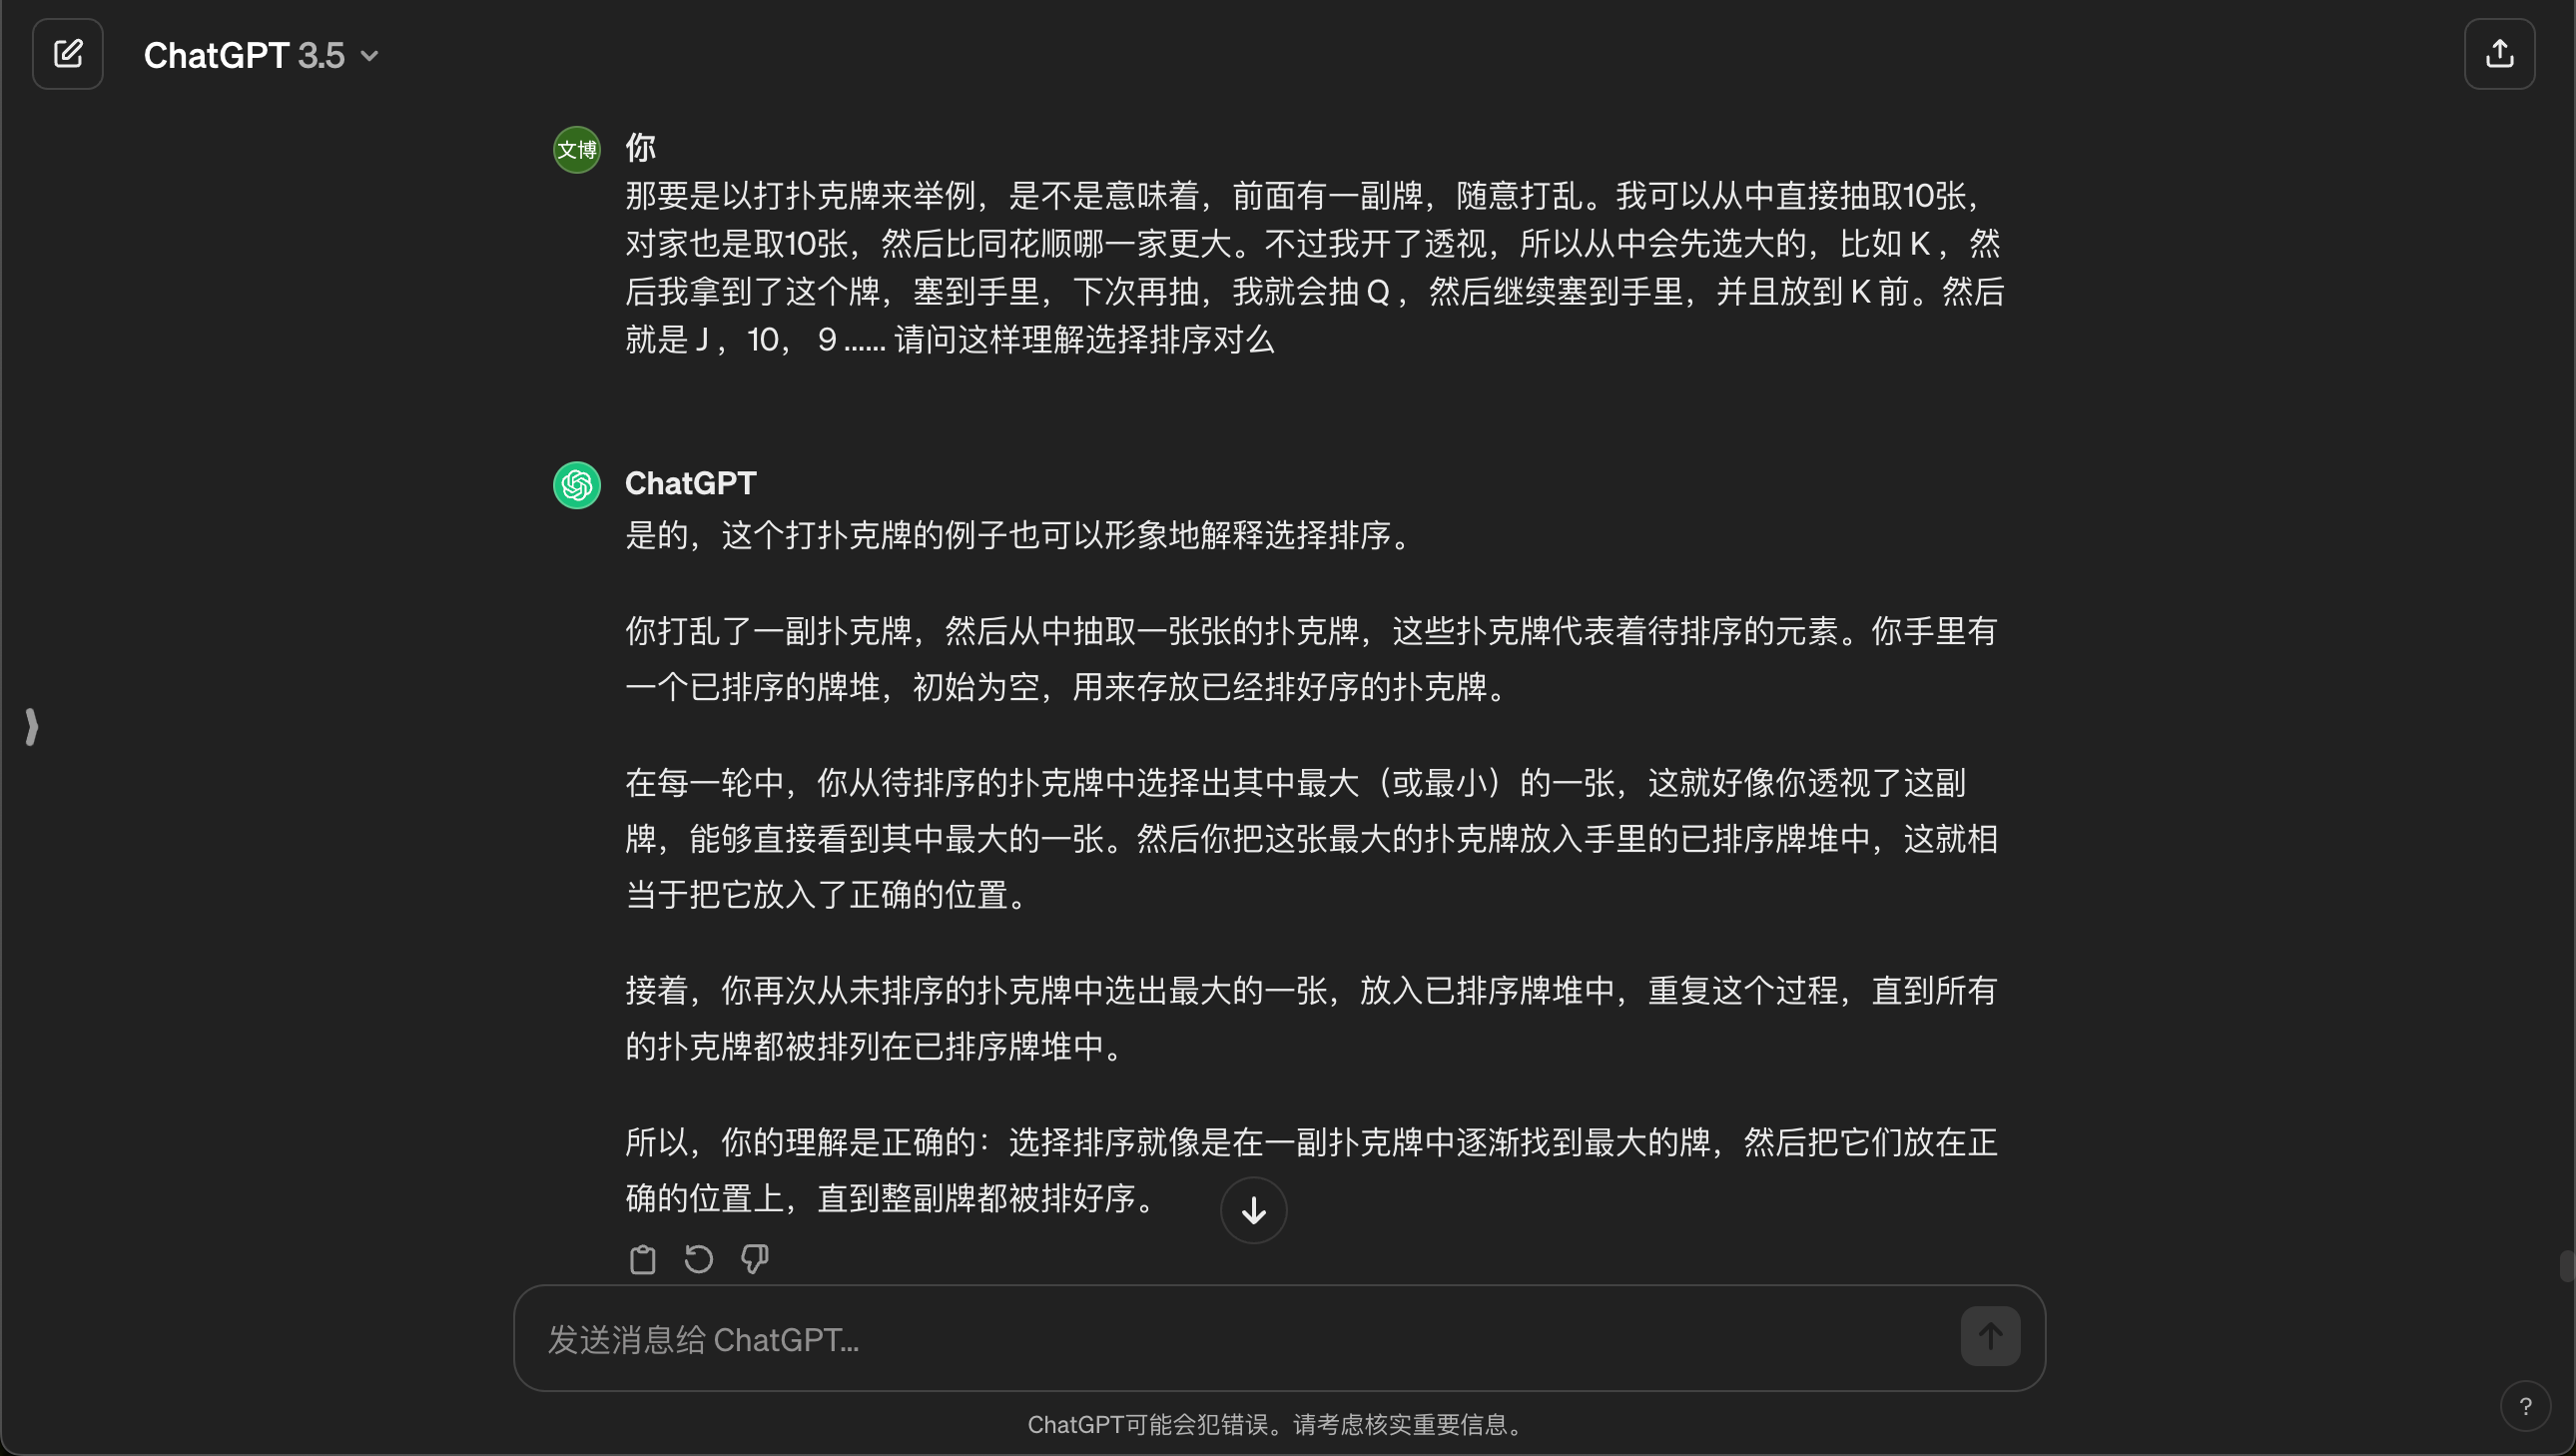 ChatGPT 3.5
文博
你
那要是以打扑克牌来举例，是不是意味着，前面有一副牌，随意打乱。我可以从中直接抽取10张，
对家也是取10张，然后比同花顺哪一家更大。不过我开了透视，所以从中会先选大的，比如 K ，然
后我拿到了这个牌，塞到手里，下次再抽，我就会抽 Q ，然后继续塞到手里，并且放到 K 前。然后
就是 J ，10， 9 …… 请问这样理解选择排序对么
ChatGPT
是的，这个打扑克牌的例子也可以形象地解释选择排序。
你打乱了一副扑克牌，然后从中抽取一张张的扑克牌，这些扑克牌代表着待排序的元素。你手里有
一个已排序的牌堆，初始为空，用来存放已经排好序的扑克牌。
在每一轮中，你从待排序的扑克牌中选择出其中最大（或最小）的一张，这就好像你透视了这副
牌，能够直接看到其中最大的一张。然后你把这张最大的扑克牌放入手里的已排序牌堆中，这就相
当于把它放入了正确的位置。
接着，你再次从未排序的扑克牌中选出最大的一张，放入已排序牌堆中，重复这个过程，直到所有
的扑克牌都被排列在已排序牌堆中。
所以，你的理解是正确的：选择排序就像是在一副扑克牌中逐渐找到最大的牌，然后把它们放在正
确的位置上，直到整副牌都被排好序。
发送消息给 ChatGPT...
ChatGPT可能会犯错误。请考虑核实重要信息。
?